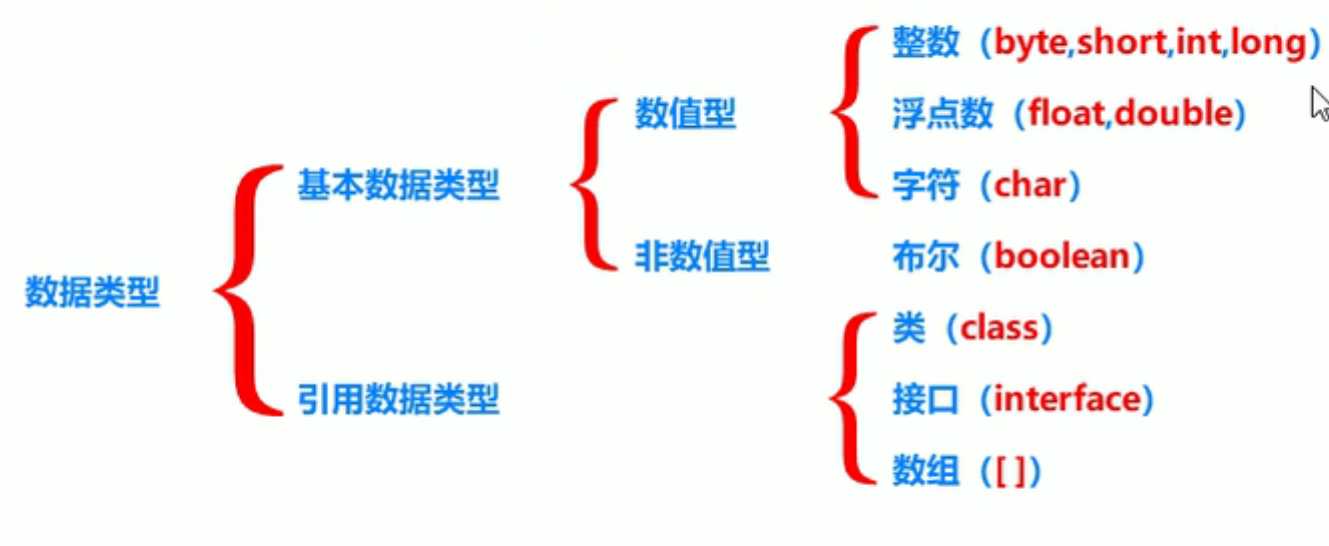 整数（byte,short,int,long）
数值型
浮点数（float,double）
基本数据类型
字符（char）
非数值型
布尔（boolean）
数据类型
类（class）
引用数据类型
接口（interface）
数组（[ ]）